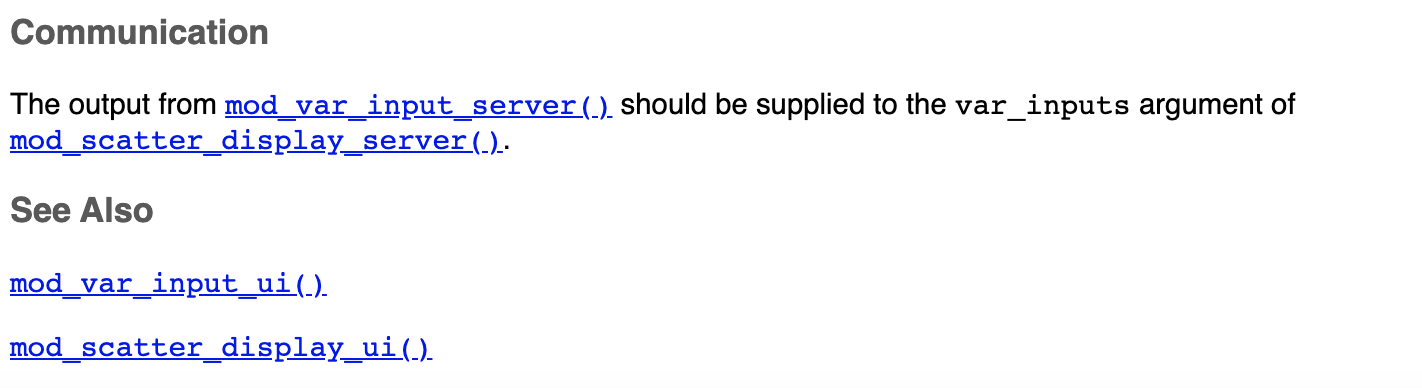 Communication
The output from mod_var_input_server() should be supplied to the var_inputs argument of
mod_scatter_display_server().
See Also
mod_var_input_ui()
mod_scatter_display_ui()